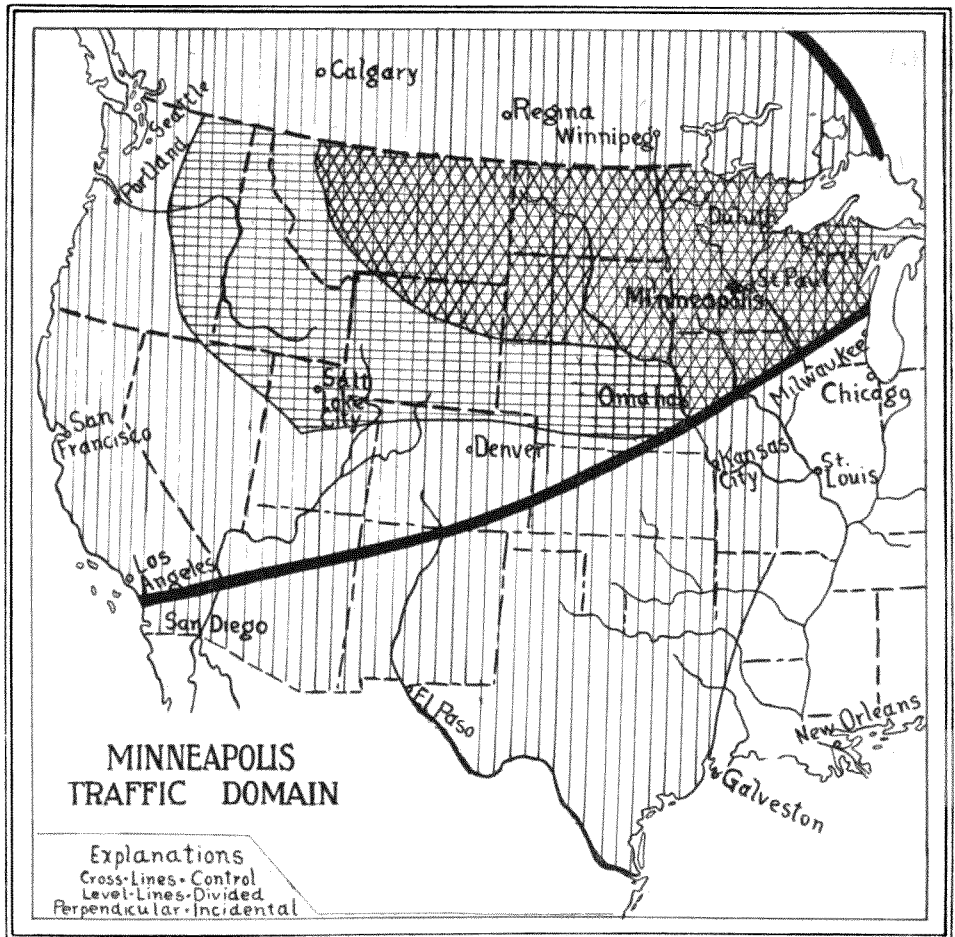 Calgary
Regina
Winnipeg
Seattle
Portland
Duluth
St Paul
Minneapolis
Milwaukee
Chicago
Salt
Lake
City
Omaha
San
Francisco
Denver
Kansas
City
St.
Louis
Los
Angeles
San Diego
El Paso
New Orleans
Galveston
MINNEAPOLIS
TRAFFIC DOMAIN
Explanations
Cross-Lines-Control
Level-Lines-Divided
Perpendicular-Incidental